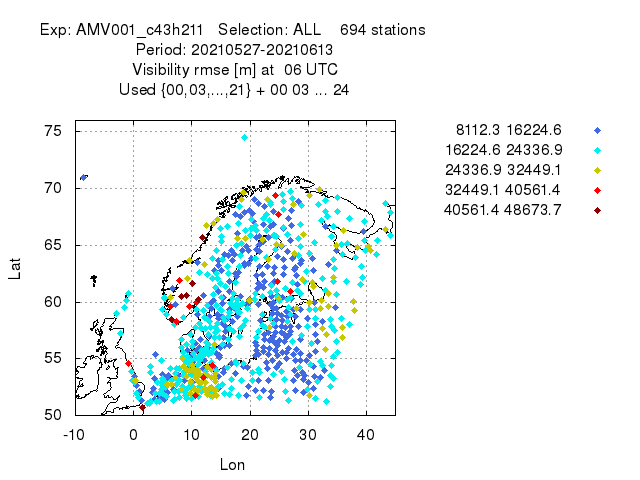 Exp: AMV001_c43h211   Selection: ALL    694 stations
Period: 20210527-20210613
Visibility rmse [m] at  06 UTC
Used {00,03,...,21} + 00 03 ... 24
8112.3 16224.6
16224.6 24336.9
24336.9 32449.1
32449.1 40561.4
40561.4 48673.7
75
70
65
60
55
50
Lat
-10 0 10 20 30 40
Lon